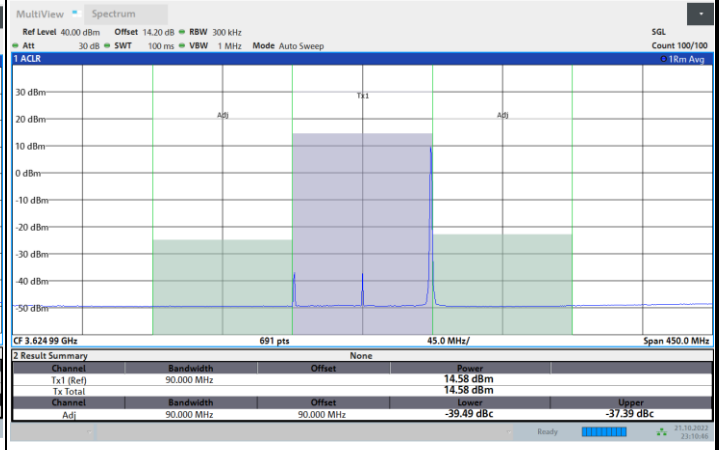 MultiView Spectrum
Ref Level 40.00 dBm Offset 14.20 dB RBW 300 kHz SGL
Att 30 dB SWT 100 ms VBW 1 MHz Mode Auto Sweep Count 100/100
1 ACLR 1Rm Avg
30 dBm
Tx1
20 dBm Adj Adj
10 dBm
0 dBm
-10 dBm
-20 dBm
-30 dBm
-40 dBm
-50 dBm
CF 3.624 99 GHz 691 pts 45.0 MHz/ Span 450.0 MHz
2 Result Summary None
Channel Bandwidth Offset Power
Tx1 (Ref) 90.000 MHz 14.58 dBm
Tx Total 14.58 dBm
Channel Bandwidth Offset Lower Upper
Adj 90.000 MHz 90.000 MHz -39.49 dBc -37.39 dBc
Ready 21.10.2022
23:10:46